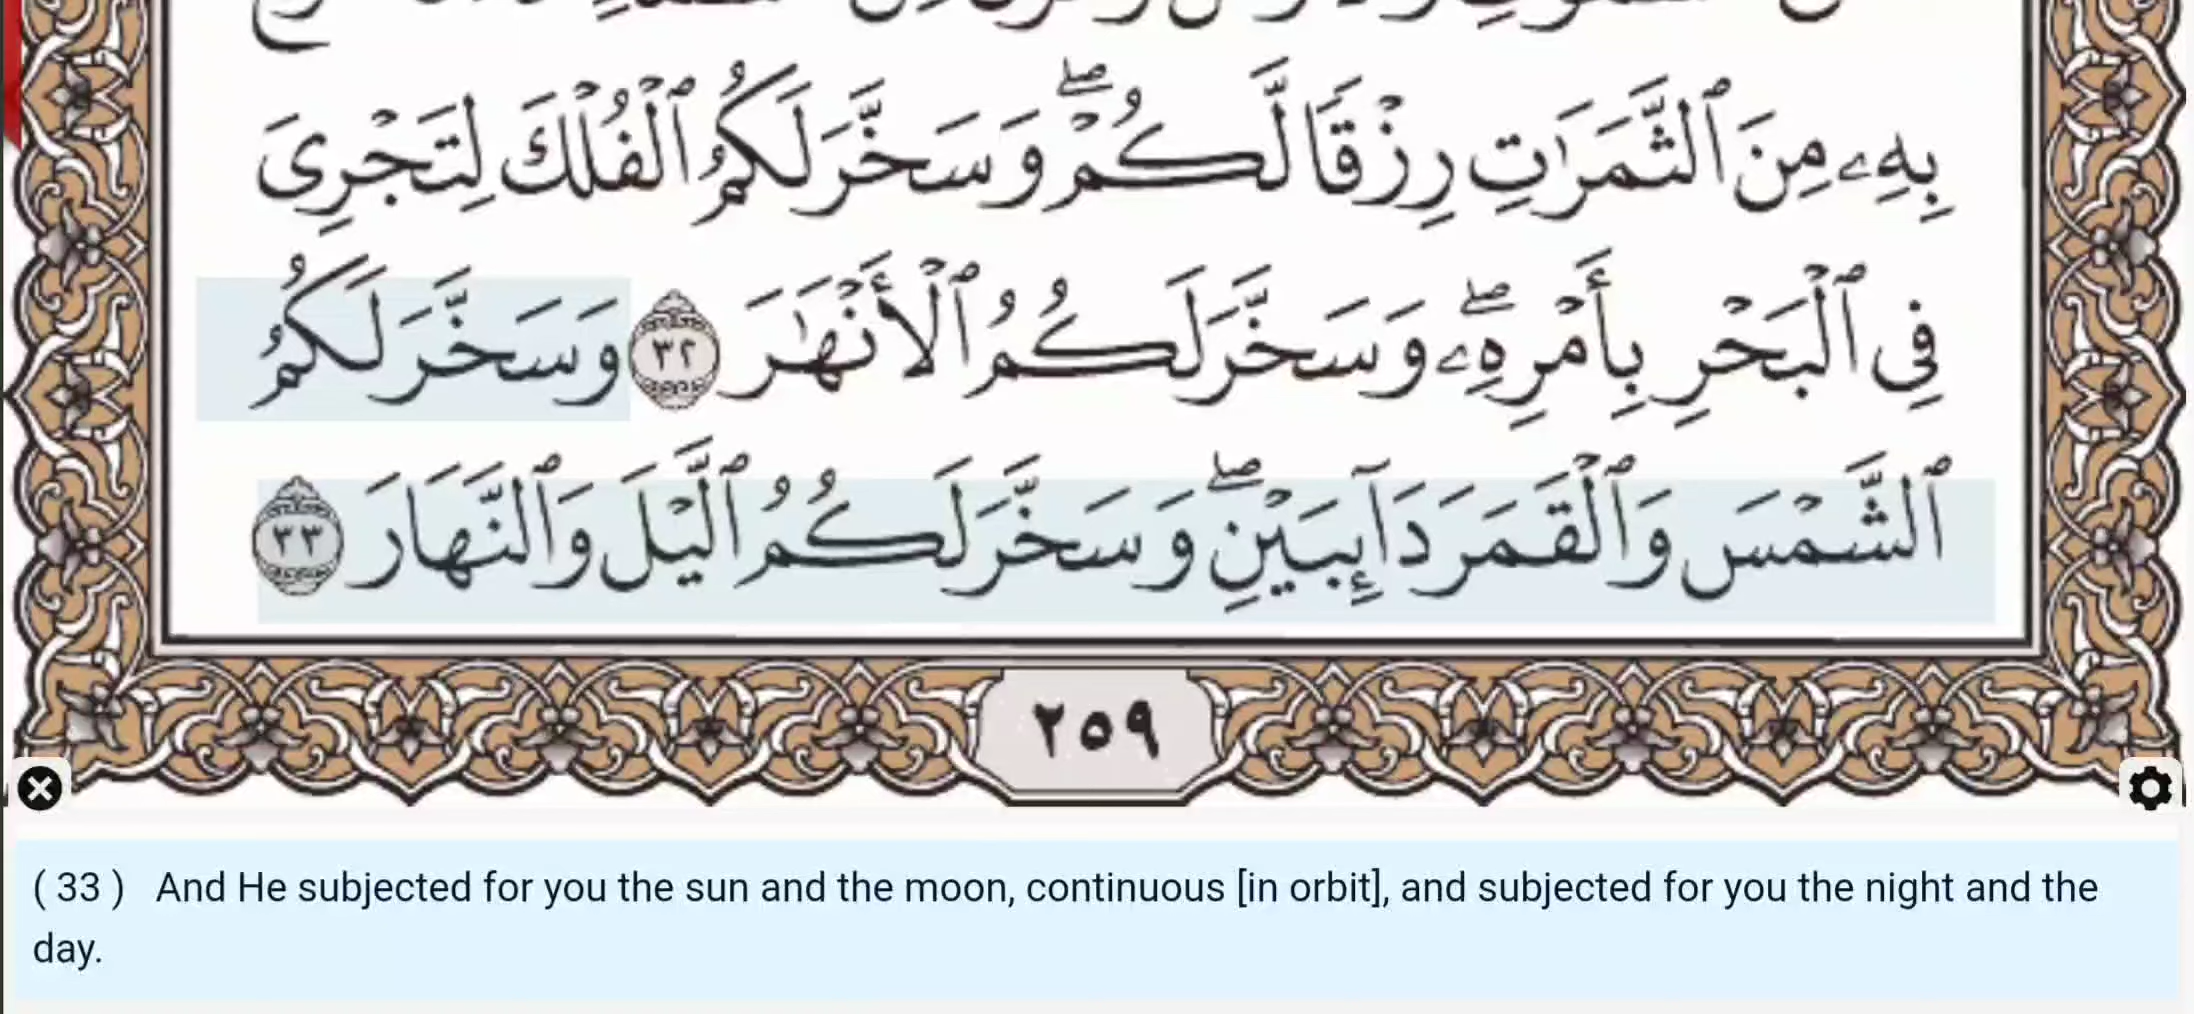 بِهِۦ مِنَ ٱلثَّمَرَٰتِ رِزْقًا لَّكُمْ ۖ وَسَخَّرَ لَكُمُ ٱلْفُلْكَ لِتَجْرِىَ
فِى ٱلْبَحْرِ بِأَمْرِهِۦ ۖ وَسَخَّرَ لَكُمُ ٱلْأَنْهَٰرَ ٣٢ وَسَخَّرَ لَكُمُ
ٱلشَّمْسَ وَٱلْقَمَرَ دَآئِبَيْنِ ۖ وَسَخَّرَ لَكُمُ ٱلَّيْلَ وَٱلنَّهَارَ ٣٣
٢٥٩
( 33 ) And He subjected for you the sun and the moon, continuous [in orbit], and subjected for you the night and the
day.